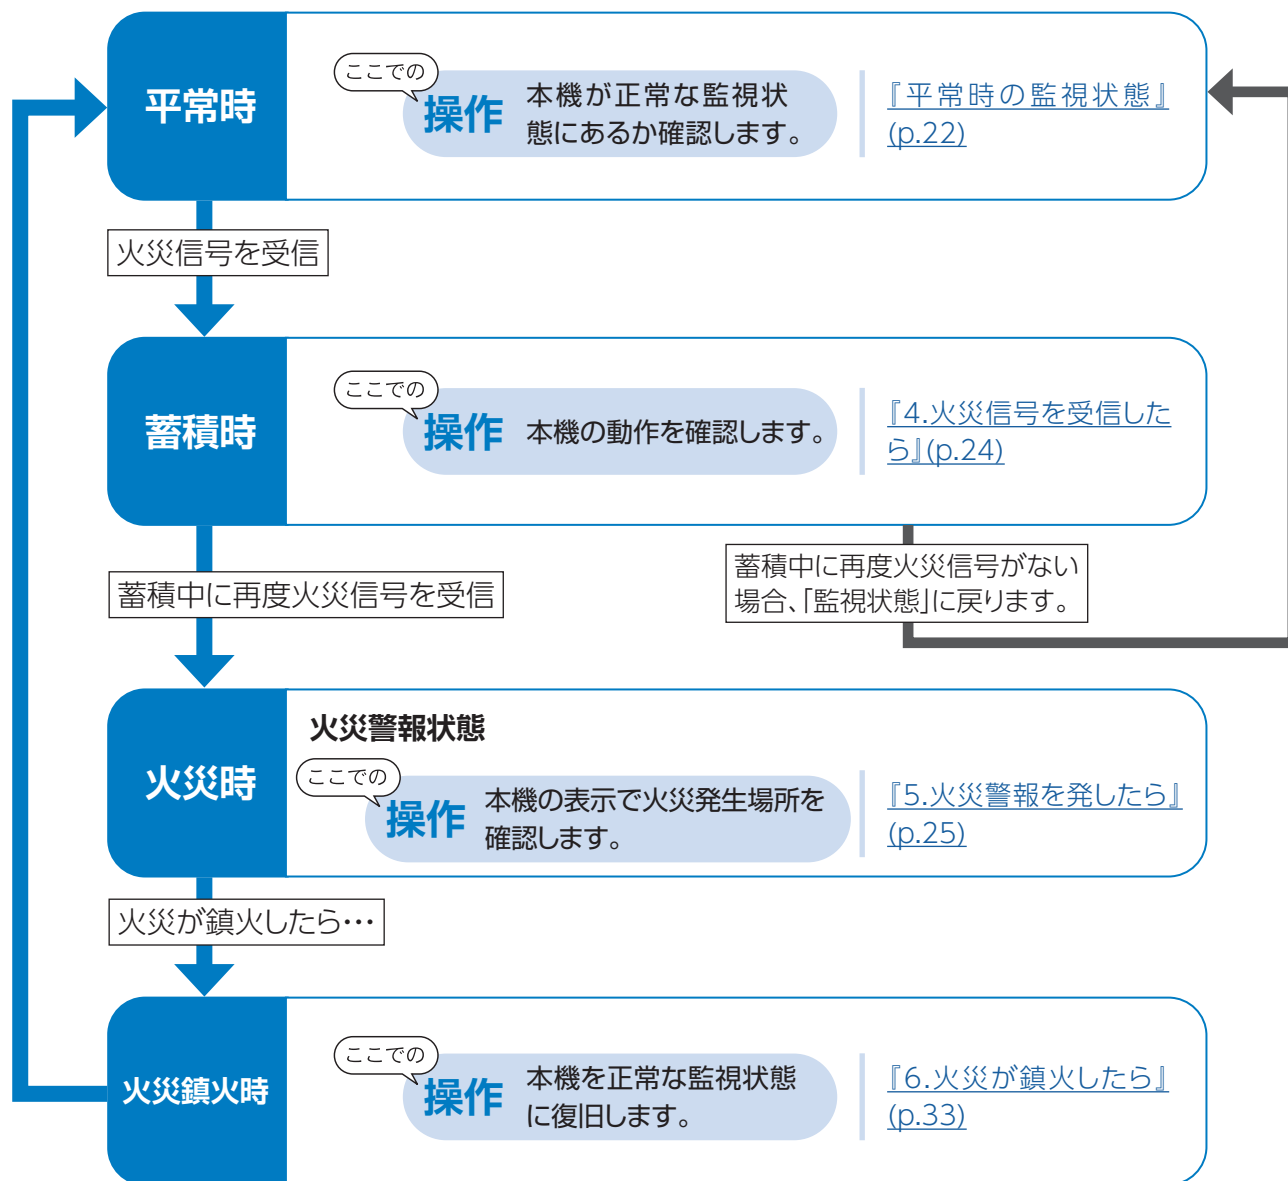 平常時
ここでの
操作
本機が正常な監視状
態にあるか確認します。
『平常時の監視状態』
(p.22)
火災信号を受信
蓄積時
ここでの
操作
本機の動作を確認します。
『4.火災信号を受信した
ら』(p.24)
蓄積中に再度火災信号を受信
蓄積中に再度火災信号がない
場合、「監視状態」に戻ります。
火災時
火災警報状態
ここでの
操作
本機の表示で火災発生場所を
確認します。
『5.火災警報を発したら』
(p.25)
火災が鎮火したら･･･
火災鎮火時
ここでの
操作
本機を正常な監視状態
に復旧します。
『6.火災が鎮火したら』
(p.33)